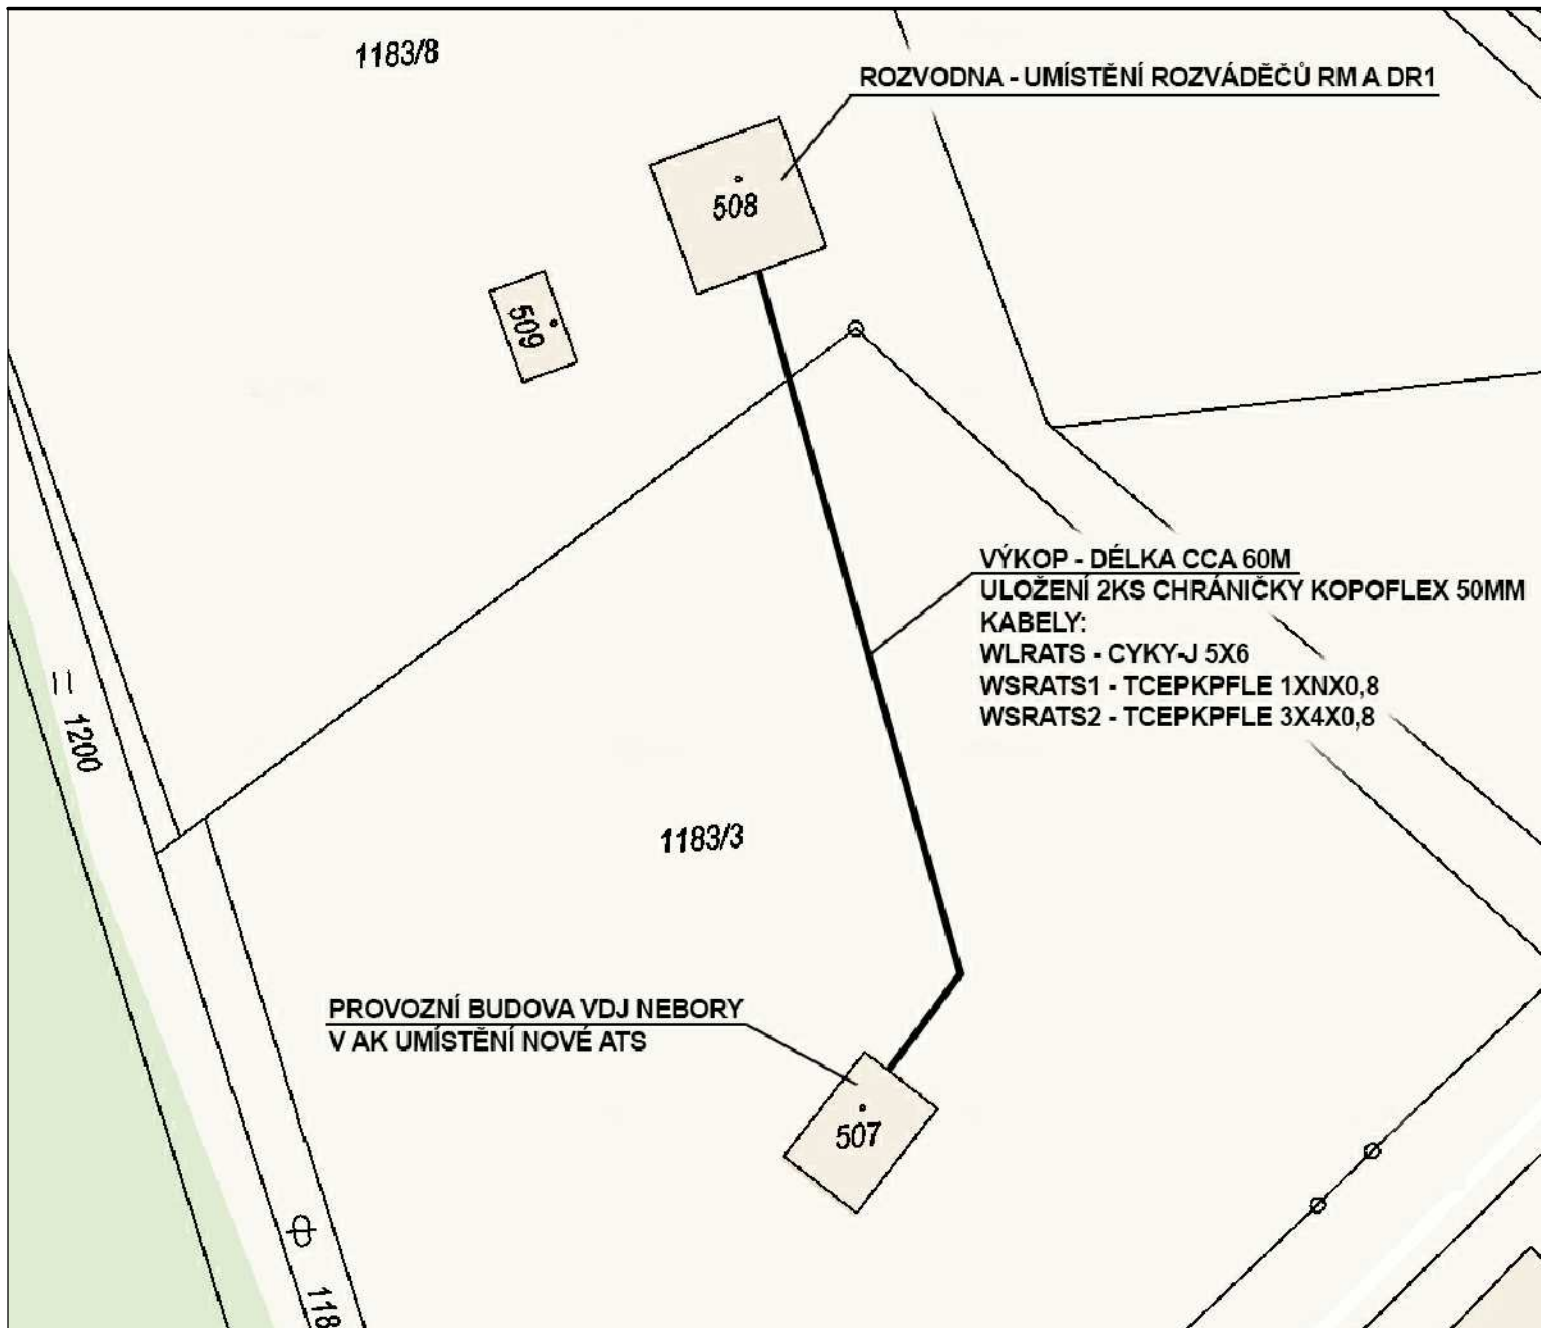 1183/8
ROZVODNA - UMÍSTĚNÍ ROZVÁDĚČŮ RM A DR1
508
509
VÝKOP - DÉLKA CCA 60M
ULOŽENÍ 2KS CHRÁNIČKY KOPOFLEX 50MM
KABELY:
WLRATS - CYKY-J 5X6
WSRATS1 - TCEPKPFLE 1XNX0,8
WSRATS2 - TCEPKPFLE 3X4X0,8
1200
1183/3
PROVOZNÍ BUDOVA VDJ NEBORY
V AK UMÍSTĚNÍ NOVÉ ATS
507
118